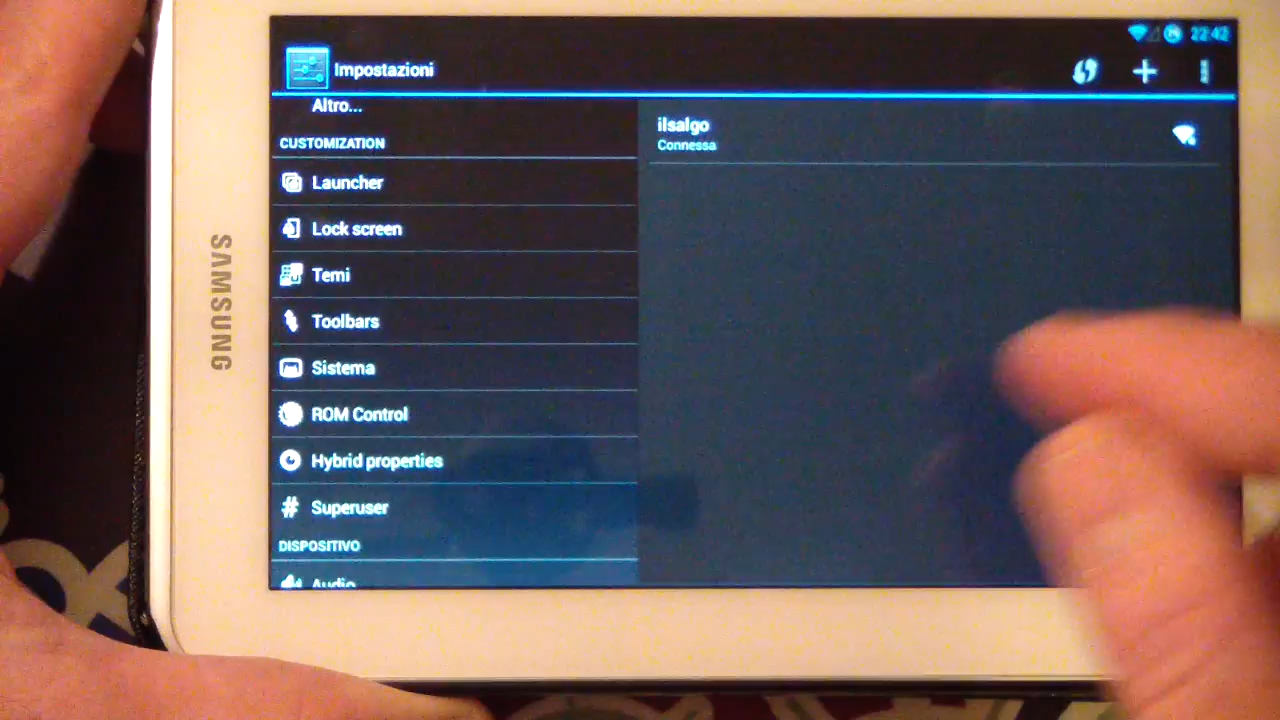 22:42
Impostazioni
Altro...
CUSTOMIZATION
Launcher
Lock screen
Temi
Toolbars
Sistema
ROM Control
Hybrid properties
Superuser
DISPOSITIVO
Audio
ilsalgo
Connessa
SAMSUNG